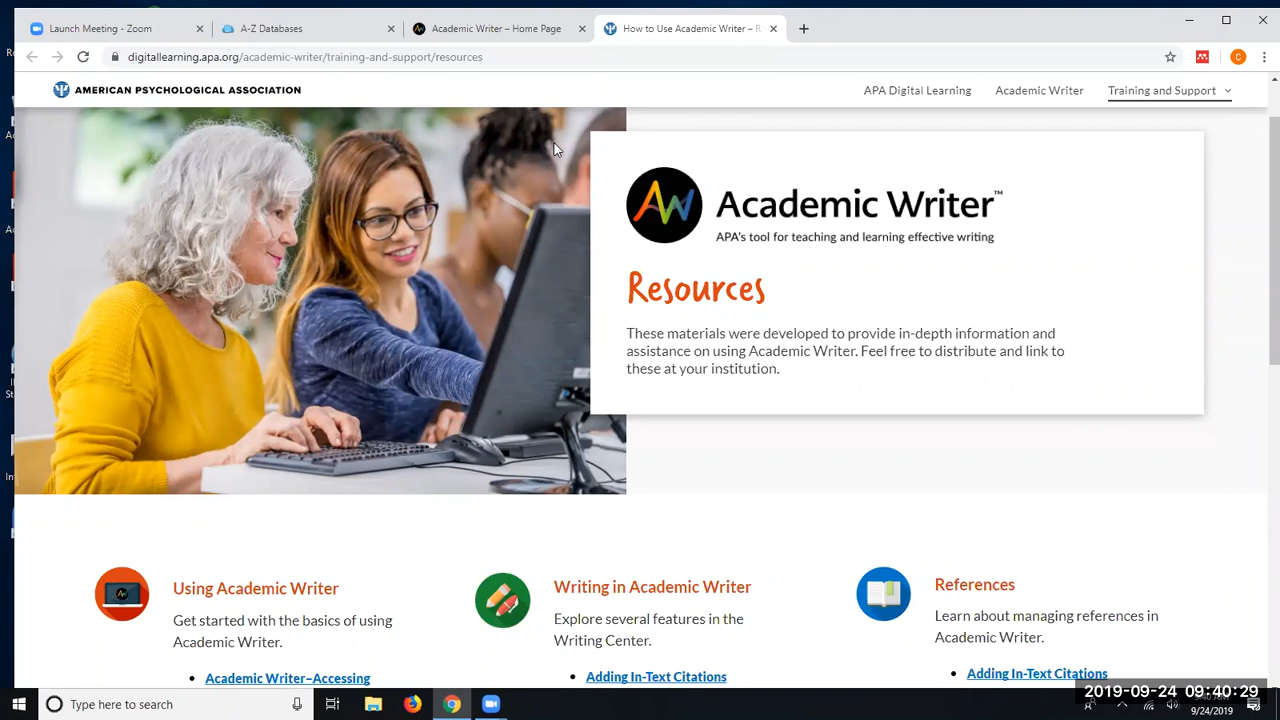 Launch Meeting - Zoom
A-Z Databases
Academic Writer – Home Page
How to Use Academic Writer – R
digitallearning.apa.org/academic-writer/training-and-support/resources
AMERICAN PSYCHOLOGICAL ASSOCIATION
APA Digital Learning
Academic Writer
Training and Support
AW
Academic Writer™
APA's tool for teaching and learning effective writing
Resources
These materials were developed to provide in-depth information and
assistance on using Academic Writer. Feel free to distribute and link to
these at your institution.
Using Academic Writer
Get started with the basics of using
Academic Writer.
• Academic Writer–Accessing
Writing in Academic Writer
Explore several features in the
Writing Center.
• Adding In-Text Citations
References
Learn about managing references in
Academic Writer.
• Adding In-Text Citations
Type here to search
2019-09-24 09:40:29
9/24/2019